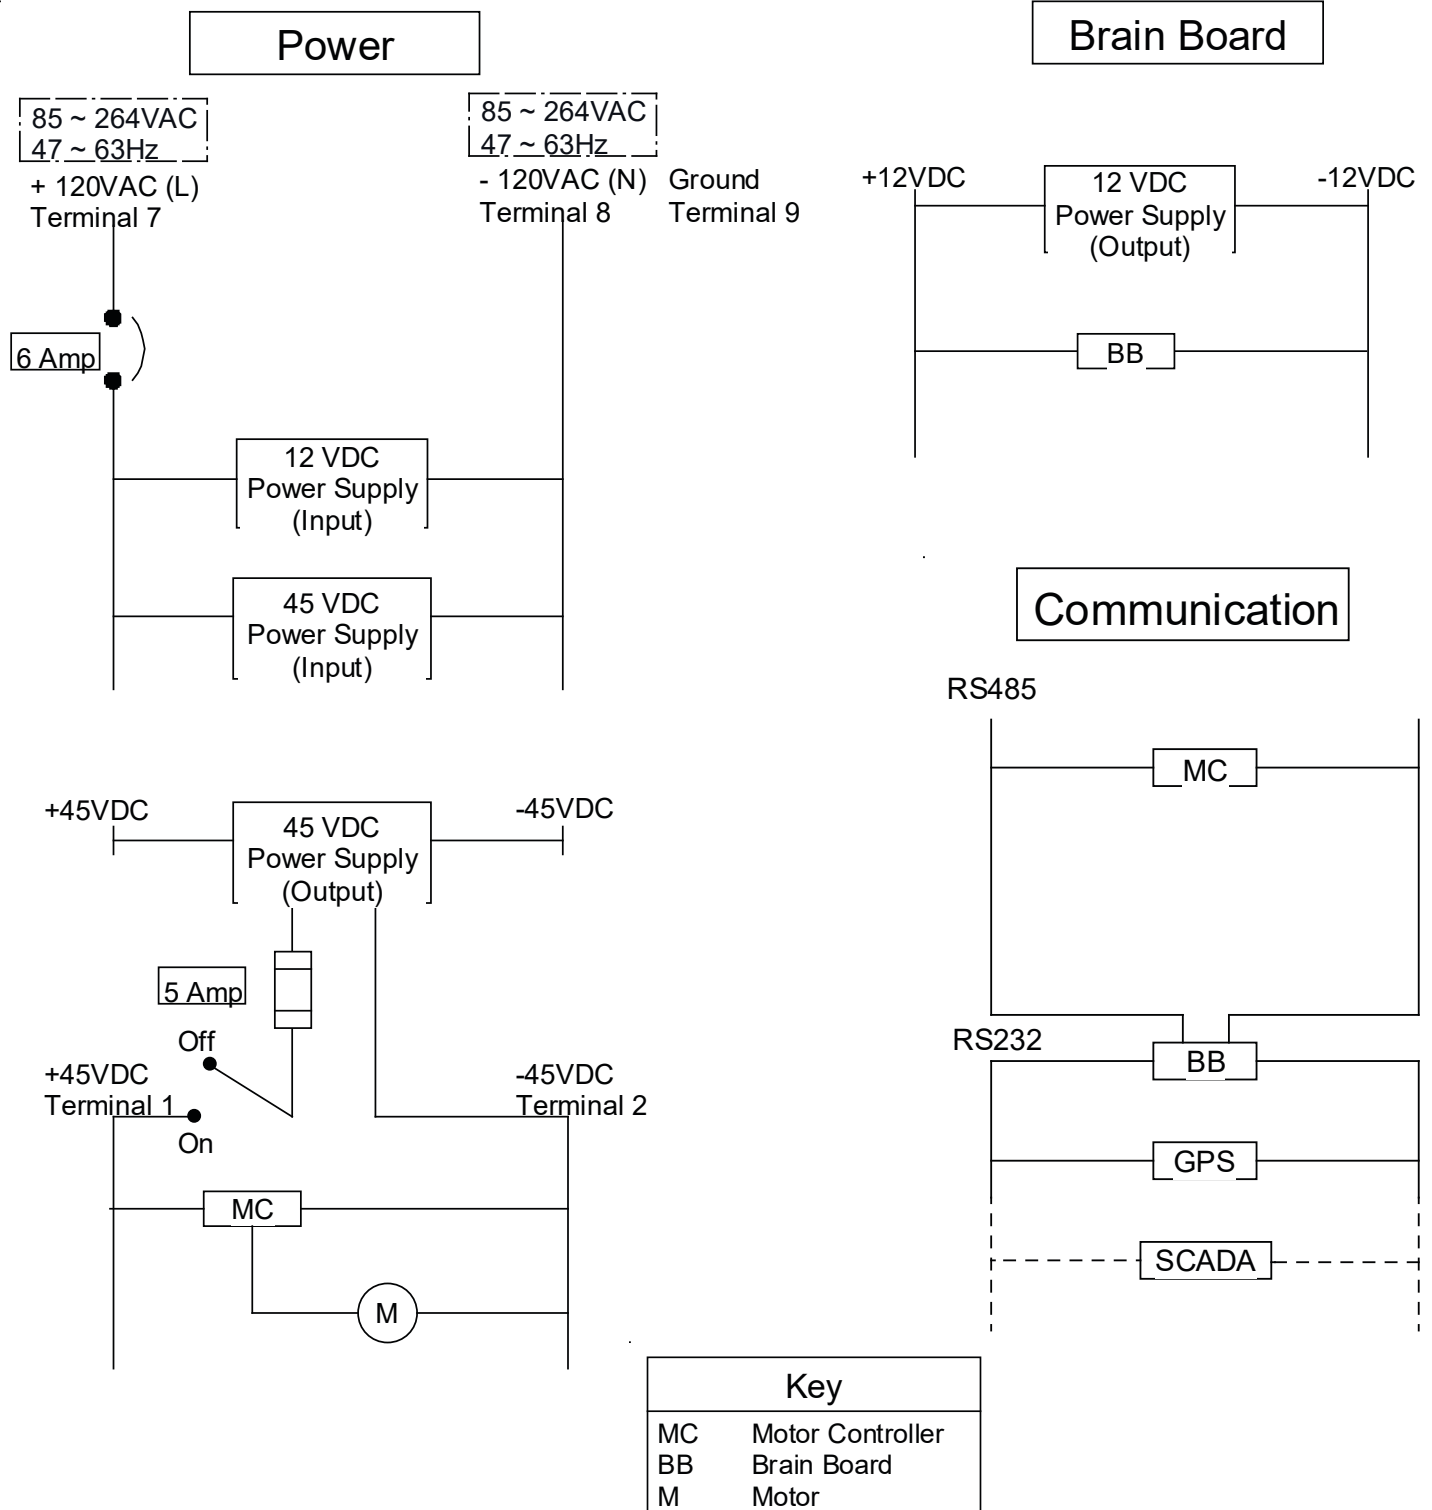 Power
85 ~ 264VAC
47 ~ 63Hz
+ 120VAC (L)
Terminal 7
85 ~ 264VAC
47 ~ 63Hz
- 120VAC (N)
Terminal 8
Ground
Terminal 9
6 Amp
12 VDC
Power Supply
(Input)
45 VDC
Power Supply
(Input)
+45VDC
45 VDC
Power Supply
(Output)
-45VDC
5 Amp
Off
+45VDC
Terminal 1
On
-45VDC
Terminal 2
MC
M
Brain Board
+12VDC
12 VDC
Power Supply
(Output)
-12VDC
BB
Communication
RS485
MC
RS232
BB
GPS
SCADA
Key
MC Motor Controller
BB Brain Board
M Motor